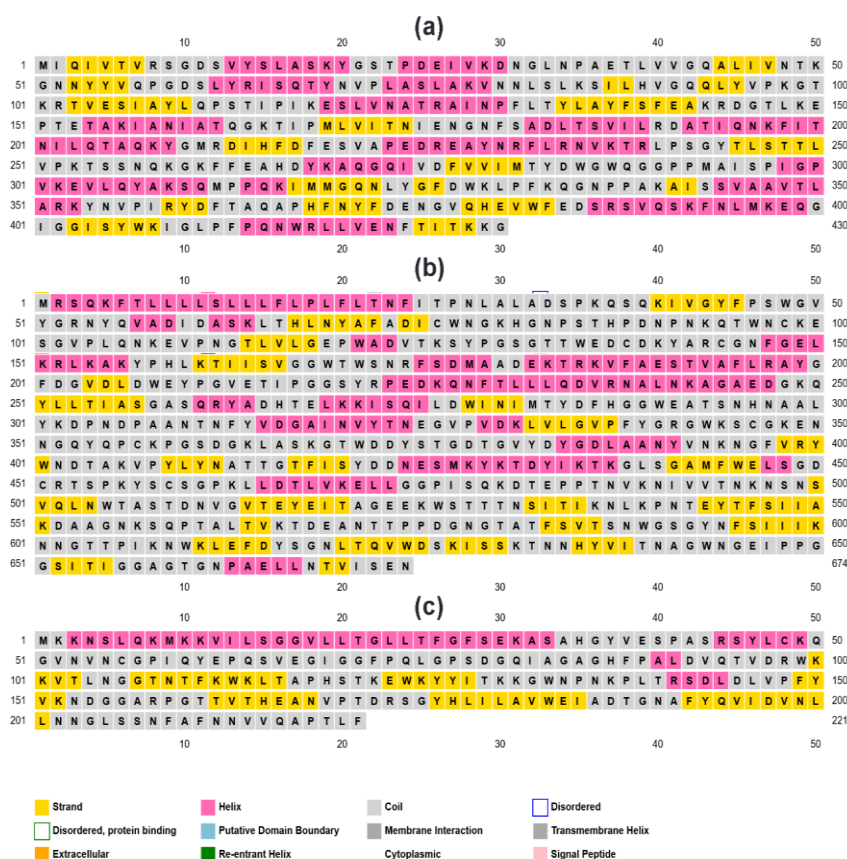 (a)
10 20 30 40 50
1 M I Q I V T V R S G D S V Y S L A S K Y G S T P D E I V K D N G L N P A E T L V V G Q A L I V N T K 50
51 G N N Y Y V Q P G D S L Y R I S Q T Y N V P L A S L A K V N N L S L K S I L H V G Q Q L Y V P K G T 100
101 K R T V E S I A Y L Q P S T I P I K E S L V N A T R A I N P F L T Y L A Y F S F E A K R D G T L K E 150
151 P T E T A K I A N I A T Q G K T I P M L V I T N I E N G N F S A D L T S V I L R D A T I Q N K F I T 200
201 N I L Q T A Q K Y G M R D I H F D F E S V A P E D R E A Y N R F L R N V K T R L P S G Y T L S T T L 250
251 V P K T S S N Q K G K F F E A H D Y K A Q G Q I V D F V V I M T Y D W G W Q G G P P M A I S P I G P 300
301 V K E V L Q Y A K S Q M P P Q K I M M G Q N L Y G F D W K L P F K Q G N P P A K A I S S V A A V T L 350
351 A R K Y N V P I R Y D F T A Q A P H F N Y F D E N G V Q H E V W F E D S R S V Q S K F N L M K E Q G 400
401 I G G I S Y W K I G L P F P Q N W R L L V E N F T I T K K G 430
(b)
1 M R S Q K F T L L L L S L L L F L P L F L T N F I T P N L A L A D S P K Q S Q K I V G Y F P S W G V 50
51 Y G R N Y Q V A D I D A S K L T H L N Y A F A D I C W N G K H G N P S T H P D N P N K Q T W N C K E 100
101 S G V P L Q N K E V P N G T L V L G E P W A D V T K S Y P G S G T T W E D C D K Y A R C G N F G E L 150
151 K R L K A K Y P H L K T I I S V G G W T W S N R F S D M A A D E K T R K V F A E S T V A F L R A Y G 200
201 F D G V D L D W E Y P G V E T I P G G S Y R P E D K Q N F T L L L Q D V R N A L N K A G A E D G K Q 250
251 Y L L T I A S G A S Q R Y A D H T E L K K I S Q I L D W I N I M T Y D F H G G W E A T S N H N A A L 300
301 Y K D P N D P A A N T N F Y V D G A I N V Y T N E G V P V D K L V L G V P F Y G R G W K S C G K E N 350
351 N G Q Y Q P C K P G S D G K L A S K G T W D D Y S T G D T G V Y D Y G D L A A N Y V N K N G F V R Y 400
401 W N D T A K V P Y L Y N A T T G T F I S Y D D N E S M K Y K T D Y I K T K G L S G A M F W E L S G D 450
451 C R T S P K Y S C S G P K L L D T L V K E L L G G P I S Q K D T E P P T N V K N I V V T N K N S N S 500
501 V Q L N W T A S T D N V G V T E Y E I T A G E E K W S T T T N S I T I K N L K P N T E Y T F S I I A 550
551 K D A A G N K S Q P T A L T V K T D E A N T T P P D G N G T A T F S V T S N W G S G Y N F S I I I K 600
601 N N G T T P I K N W K L E F D Y S G N L T Q V W D S K I S S K T N N H Y V I T N A G W N G E I P P G 650
651 G S I T I G G A G T G N P A E L L N T V I S E N 674
10 20 30 40 50
(c)
10 20 30 40 50
1 M K K N S L Q K M K K V I L S G G V L L T G L L T F G F S E K A S A H G Y V E S P A S R S Y L C K Q 50
51 G V N V N C G P I Q Y E P Q S V E G I G G F P Q L G P S D G Q I A G A G H F P A L D V Q T V D R W K 100
101 K V T L N G G T N T F K W K L T A P H S T K E W K Y Y I T K K G W N P N K P L T R S D L D L V P F Y 150
151 V K N D G G A R P G T T V T H E A N V P T D R S G Y H L I L A V W E I A D T G N A F Y Q V I D V N L 200
201 L N N G L S S N F A F N N V V Q A P T L F 221
10 20 30 40 50
Strand Helix Coil Disordered
Disordered, protein binding Putative Domain Boundary Membrane Interaction Transmembrane Helix
Extracellular Re-entrant Helix Cytoplasmic Signal Peptide